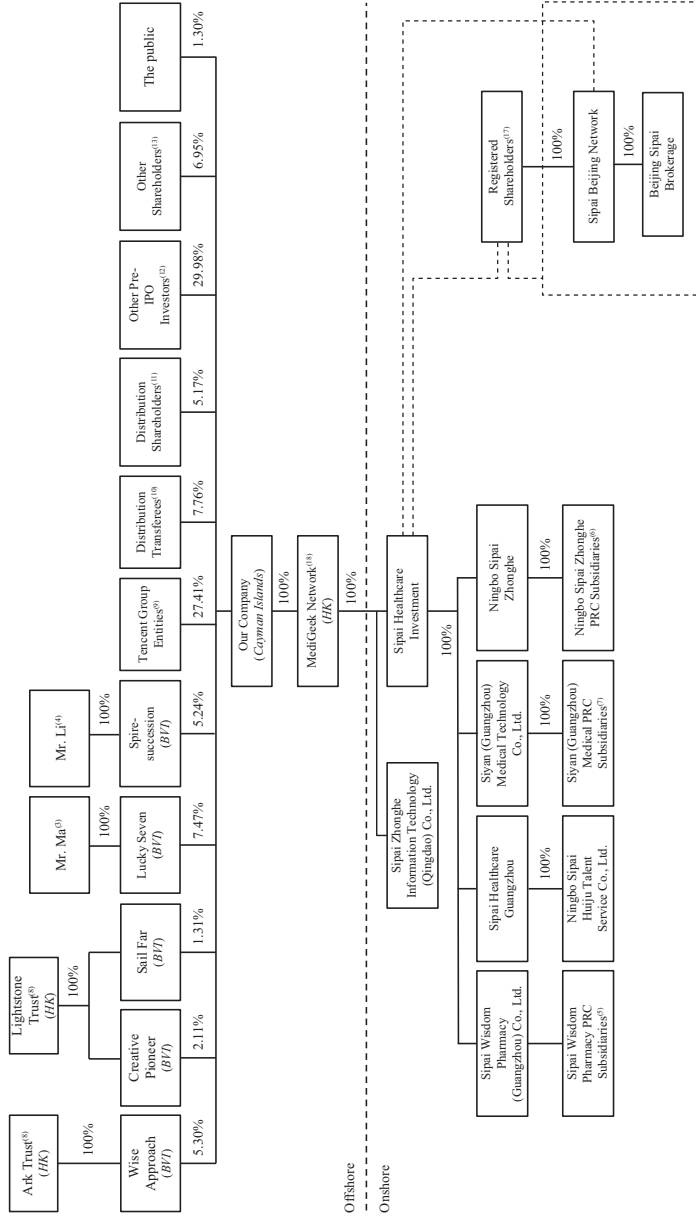 Ark Trust(8)
(HK)
Lightstone
Trust(8)
(HK)
Mr. Ma(3)
Mr. Li(4)
100%
100%
100%
100%
Wise
Approach
(BVI)
Creative
Pioneer
(BVI)
Sail Far
(BVI)
Lucky Seven
(BVI)
Spire-
succession
(BVI)
Tencent Group
Entities(9)
Distribution
Transferees(10)
Distribution
Shareholders(11)
Other Pre-
IPO
Investors(12)
Other
Shareholders(13)
The public
5.30%
2.11%
1.31%
7.47%
5.24%
27.41%
7.76%
5.17%
29.98%
6.95%
1.30%
Our Company
(Cayman Islands)
100%
MediGeek Network(18)
(HK)
100%
Offshore
Onshore
Sipai Zhonghe
Information Technology
(Qingdao) Co., Ltd.
Sipai Healthcare
Investment
100%
Registered
Shareholders(17)
100%
Sipai Beijing Network
100%
Beijing Sipai
Brokerage
Sipai Wisdom
Pharmacy
(Guangzhou) Co., Ltd.
Sipai Healthcare
Guangzhou
Siyan (Guangzhou)
Medical Technology
Co., Ltd.
Ningbo Sipai
Zhonghe
100%
100%
100%
Sipai Wisdom
Pharmacy PRC
Subsidiaries(5)
Ningbo Sipai
Huiju Talent
Service Co., Ltd.
Siyan (Guangzhou)
Medical PRC
Subsidiaries(7)
Ningbo Sipai Zhonghe
PRC Subsidiaries(6)